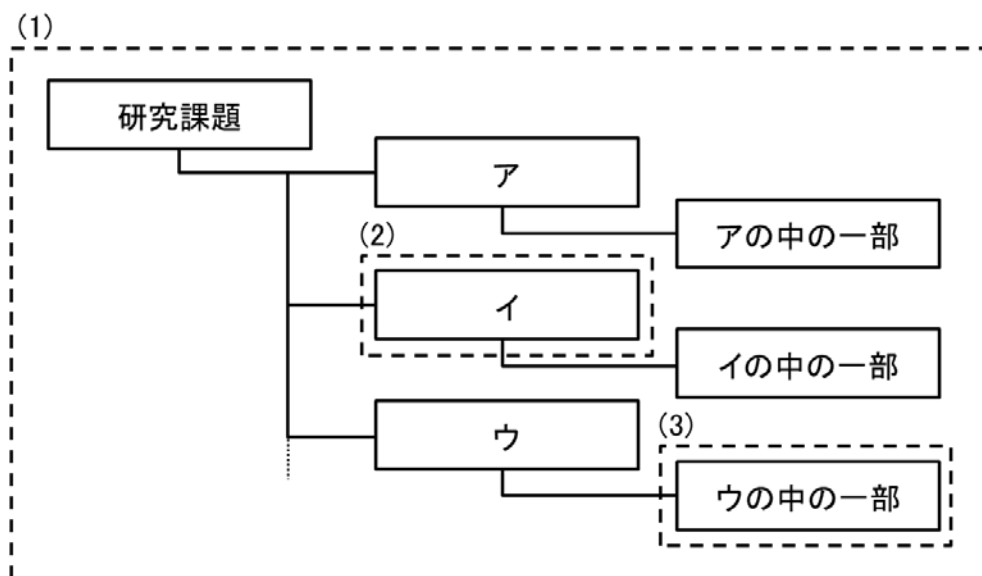 (1)
研究課題
ア
アの中の一部
(2)
イ
イの中の一部
ウ
(3)
ウの中の一部